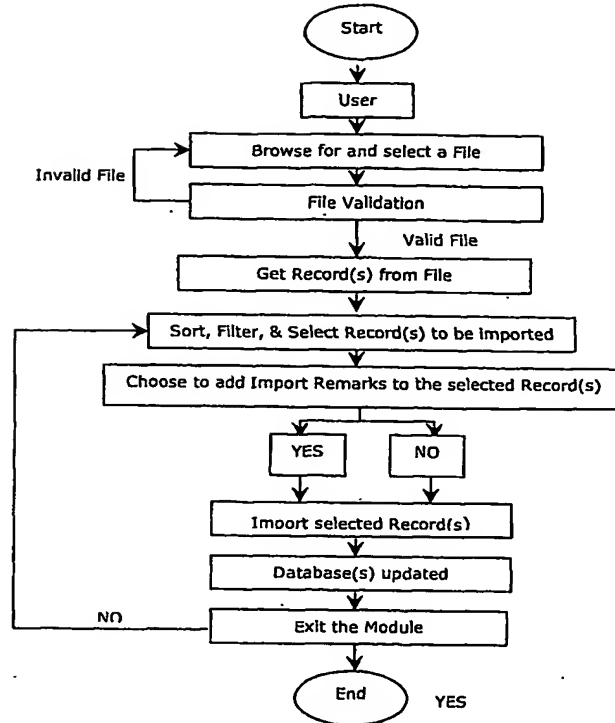 Start
User
Browse for and select a File
Invalid File
File Validation
Valid File
Get Record(s) from File
Sort, Filter, & Select Record(s) to be imported
Choose to add Import Remarks to the selected Record(s)
YES
NO
Import selected Record(s)
Database(s) updated
NO
Exit the Module
End
YES